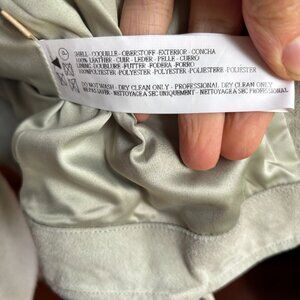 SHELL · COQUILLE · OBERSTOFF · EXTERIOR · CONCHA
100% LEATHER · CUIR · LEDER · PELLE · CUERO
LINING · DOUBLURE · FUTTER · FODERA · FORRO
100% POLYESTER · POLYESTER · POLYESTER · POLIESTERE · POLIÉSTER
DO NOT WASH · DRY CLEAN ONLY · PROFESSIONAL DRY CLEAN ONLY
NE PAS LAVER · NETTOYAGE A SEC UNIQUEMENT · NETTOYAGE A SEC